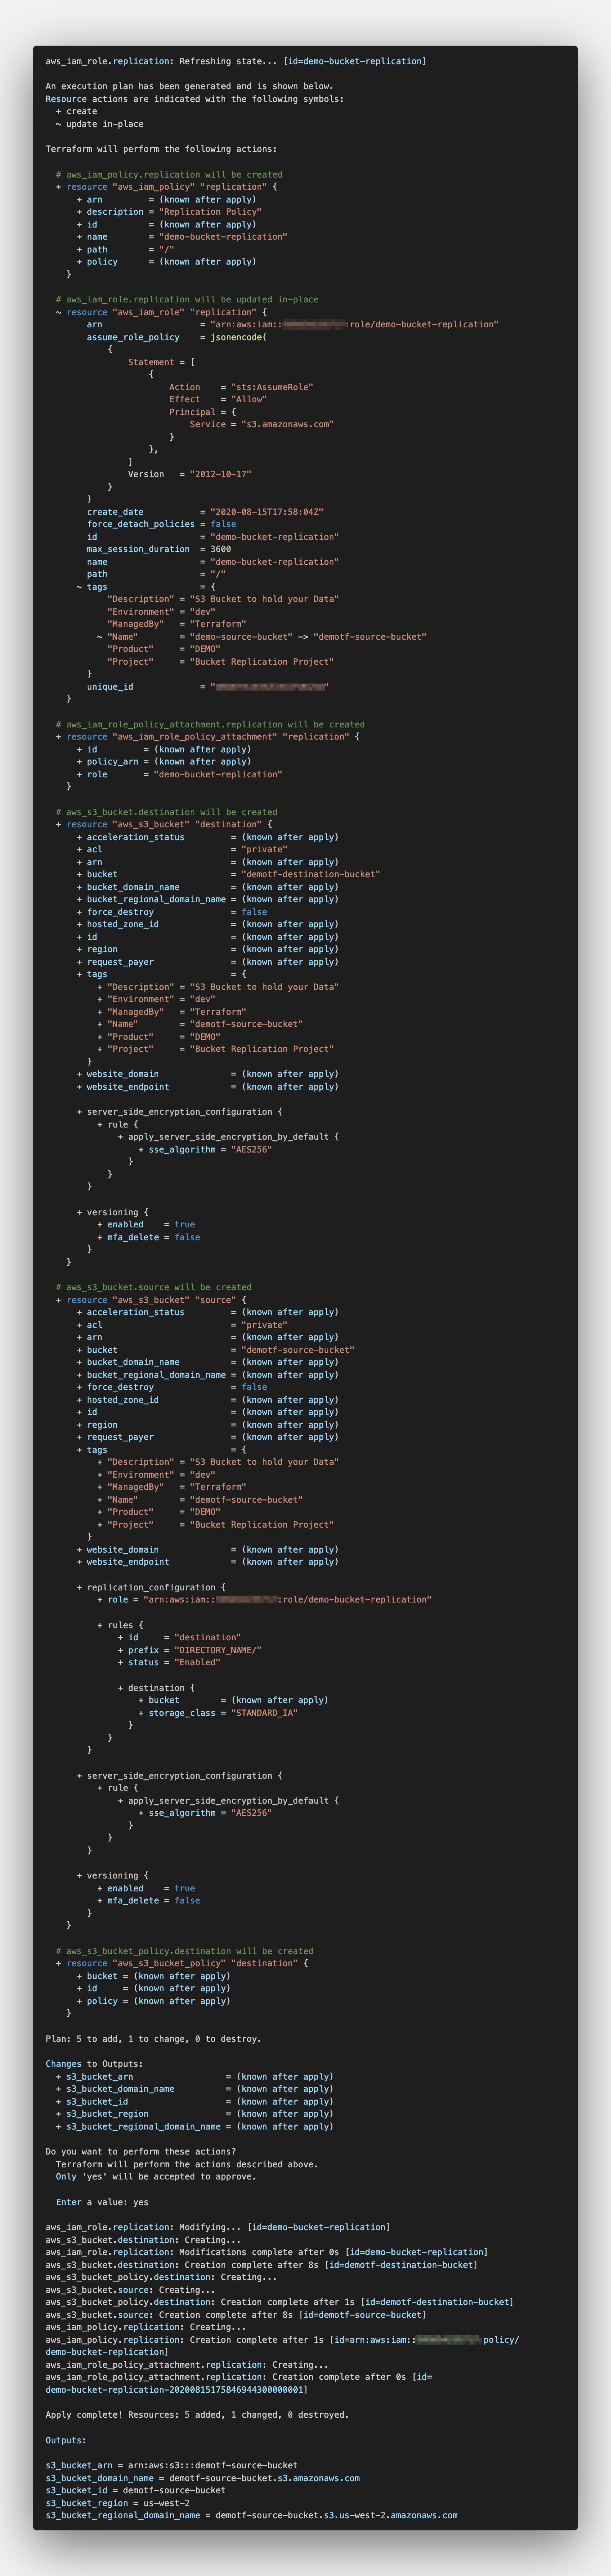 aws_iam_role.replication: Refreshing state... [id=demo-bucket-replication]

An execution plan has been generated and is shown below.
Resource actions are indicated with the following symbols:
  + create
  ~ update in-place

Terraform will perform the following actions:

  # aws_iam_policy.replication will be created
  + resource "aws_iam_policy" "replication" {
      + arn         = (known after apply)
      + description = "Replication Policy"
      + id          = (known after apply)
      + name        = "demo-bucket-replication"
      + path        = "/"
      + policy      = (known after apply)
    }

  # aws_iam_role.replication will be updated in-place
  ~ resource "aws_iam_role" "replication" {
        arn                   = "arn:aws:iam:::role/demo-bucket-replication"
        assume_role_policy    = jsonencode(
            {
                Statement = [
                    {
                        Action    = "sts:AssumeRole"
                        Effect    = "Allow"
                        Principal = {
                            Service = "s3.amazonaws.com"
                        }
                    },
                ]
                Version   = "2012-10-17"
            }
        )
        create_date           = "2020-08-15T17:58:04Z"
        force_detach_policies = false
        id                    = "demo-bucket-replication"
        max_session_duration  = 3600
        name                  = "demo-bucket-replication"
        path                  = "/"
      ~ tags                  = {
            "Description" = "S3 Bucket to hold your Data"
            "Environment" = "dev"
            "ManagedBy"   = "Terraform"
          ~ "Name"        = "demo-source-bucket" -> "demotf-source-bucket"
            "Product"     = "DEMO"
            "Project"     = "Bucket Replication Project"
        }
        unique_id             = ""
    }

  # aws_iam_role_policy_attachment.replication will be created
  + resource "aws_iam_role_policy_attachment" "replication" {
      + id         = (known after apply)
      + policy_arn = (known after apply)
      + role       = "demo-bucket-replication"
    }

  # aws_s3_bucket.destination will be created
  + resource "aws_s3_bucket" "destination" {
      + acceleration_status         = (known after apply)
      + acl                         = "private"
      + arn                         = (known after apply)
      + bucket                      = "demotf-destination-bucket"
      + bucket_domain_name          = (known after apply)
      + bucket_regional_domain_name = (known after apply)
      + force_destroy               = false
      + hosted_zone_id              = (known after apply)
      + id                          = (known after apply)
      + region                      = (known after apply)
      + request_payer               = (known after apply)
      + tags                        = {
          + "Description" = "S3 Bucket to hold your Data"
          + "Environment" = "dev"
          + "ManagedBy"   = "Terraform"
          + "Name"        = "demotf-source-bucket"
          + "Product"     = "DEMO"
          + "Project"     = "Bucket Replication Project"
        }
      + website_domain              = (known after apply)
      + website_endpoint            = (known after apply)

      + server_side_encryption_configuration {
          + rule {
              + apply_server_side_encryption_by_default {
                  + sse_algorithm = "AES256"
                }
            }
        }

      + versioning {
          + enabled    = true
          + mfa_delete = false
        }
    }

  # aws_s3_bucket.source will be created
  + resource "aws_s3_bucket" "source" {
      + acceleration_status         = (known after apply)
      + acl                         = "private"
      + arn                         = (known after apply)
      + bucket                      = "demotf-source-bucket"
      + bucket_domain_name          = (known after apply)
      + bucket_regional_domain_name = (known after apply)
      + force_destroy               = false
      + hosted_zone_id              = (known after apply)
      + id                          = (known after apply)
      + region                      = (known after apply)
      + request_payer               = (known after apply)
      + tags                        = {
          + "Description" = "S3 Bucket to hold your Data"
          + "Environment" = "dev"
          + "ManagedBy"   = "Terraform"
          + "Name"        = "demotf-source-bucket"
          + "Product"     = "DEMO"
          + "Project"     = "Bucket Replication Project"
        }
      + website_domain              = (known after apply)
      + website_endpoint            = (known after apply)

      + replication_configuration {
          + role = "arn:aws:iam:::role/demo-bucket-replication"

          + rules {
              + id     = "destination"
              + prefix = "DIRECTORY_NAME/"
              + status = "Enabled"

              + destination {
                  + bucket        = (known after apply)
                  + storage_class = "STANDARD_IA"
                }
            }
        }

      + server_side_encryption_configuration {
          + rule {
              + apply_server_side_encryption_by_default {
                  + sse_algorithm = "AES256"
                }
            }
        }

      + versioning {
          + enabled    = true
          + mfa_delete = false
        }
    }

  # aws_s3_bucket_policy.destination will be created
  + resource "aws_s3_bucket_policy" "destination" {
      + bucket = (known after apply)
      + id     = (known after apply)
      + policy = (known after apply)
    }

Plan: 5 to add, 1 to change, 0 to destroy.

Changes to Outputs:
  + s3_bucket_arn                  = (known after apply)
  + s3_bucket_domain_name          = (known after apply)
  + s3_bucket_id                   = (known after apply)
  + s3_bucket_region               = (known after apply)
  + s3_bucket_regional_domain_name = (known after apply)

Do you want to perform these actions?
  Terraform will perform the actions described above.
  Only 'yes' will be accepted to approve.

  Enter a value: yes

aws_iam_role.replication: Modifying... [id=demo-bucket-replication]
aws_s3_bucket.destination: Creating...
aws_iam_role.replication: Modifications complete after 0s [id=demo-bucket-replication]
aws_s3_bucket.destination: Creation complete after 8s [id=demotf-destination-bucket]
aws_s3_bucket_policy.destination: Creating...
aws_s3_bucket.source: Creating...
aws_s3_bucket_policy.destination: Creation complete after 1s [id=demotf-destination-bucket]
aws_s3_bucket.source: Creation complete after 8s [id=demotf-source-bucket]
aws_iam_policy.replication: Creating...
aws_iam_policy.replication: Creation complete after 1s [id=arn:aws:iam::policy/
demo-bucket-replication]
aws_iam_role_policy_attachment.replication: Creating...
aws_iam_role_policy_attachment.replication: Creation complete after 0s [id=
demo-bucket-replication-20200815175846944300000001]

Apply complete! Resources: 5 added, 1 changed, 0 destroyed.

Outputs:

s3_bucket_arn = arn:aws:s3:::demotf-source-bucket
s3_bucket_domain_name = demotf-source-bucket.s3.amazonaws.com
s3_bucket_id = demotf-source-bucket
s3_bucket_region = us-west-2
s3_bucket_regional_domain_name = demotf-source-bucket.s3.us-west-2.amazonaws.com